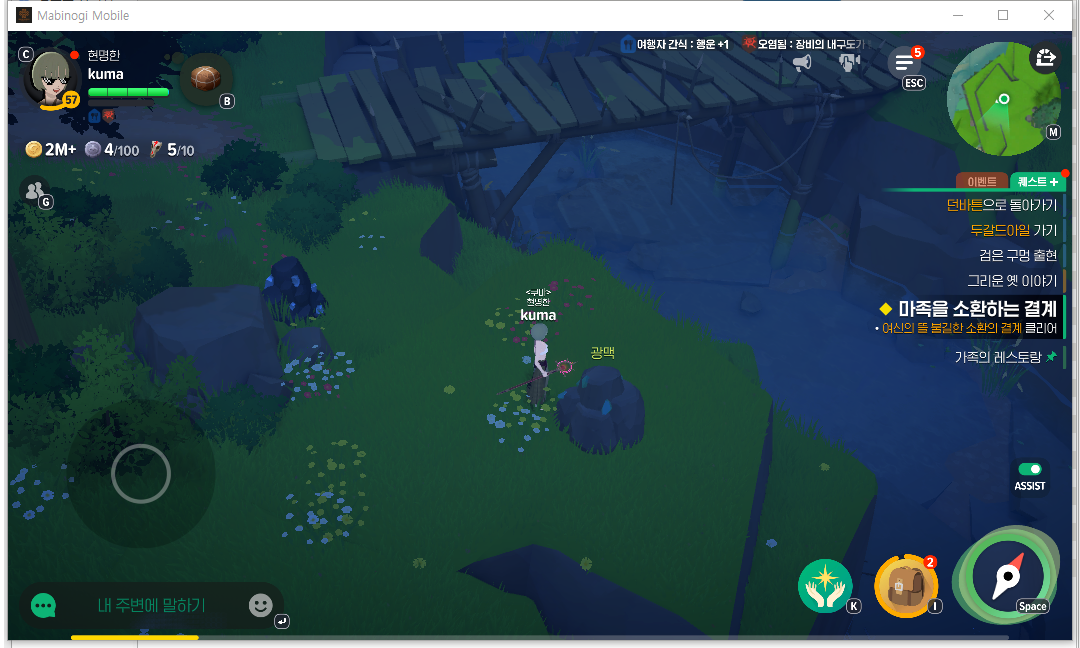 Mabinogi Mobile
여행자 간식 : 행운 +1
오염됨 : 장비의 내구도가
C
현명한
kuma
57
B
5
ESC
M
2M+
4/100
5/10
G
이벤트
퀘스트 +
던바튼으로 돌아가기
두갈드아일 가기
검은 구멍 출현
그리운 옛 이야기
마족을 소환하는 결계
• 여신의 뜰 불길한 소환의 결계 클리어
가족의 레스토랑
현명한
kuma
광맥
ASSIST
내 주변에 말하기
K
2
I
Space